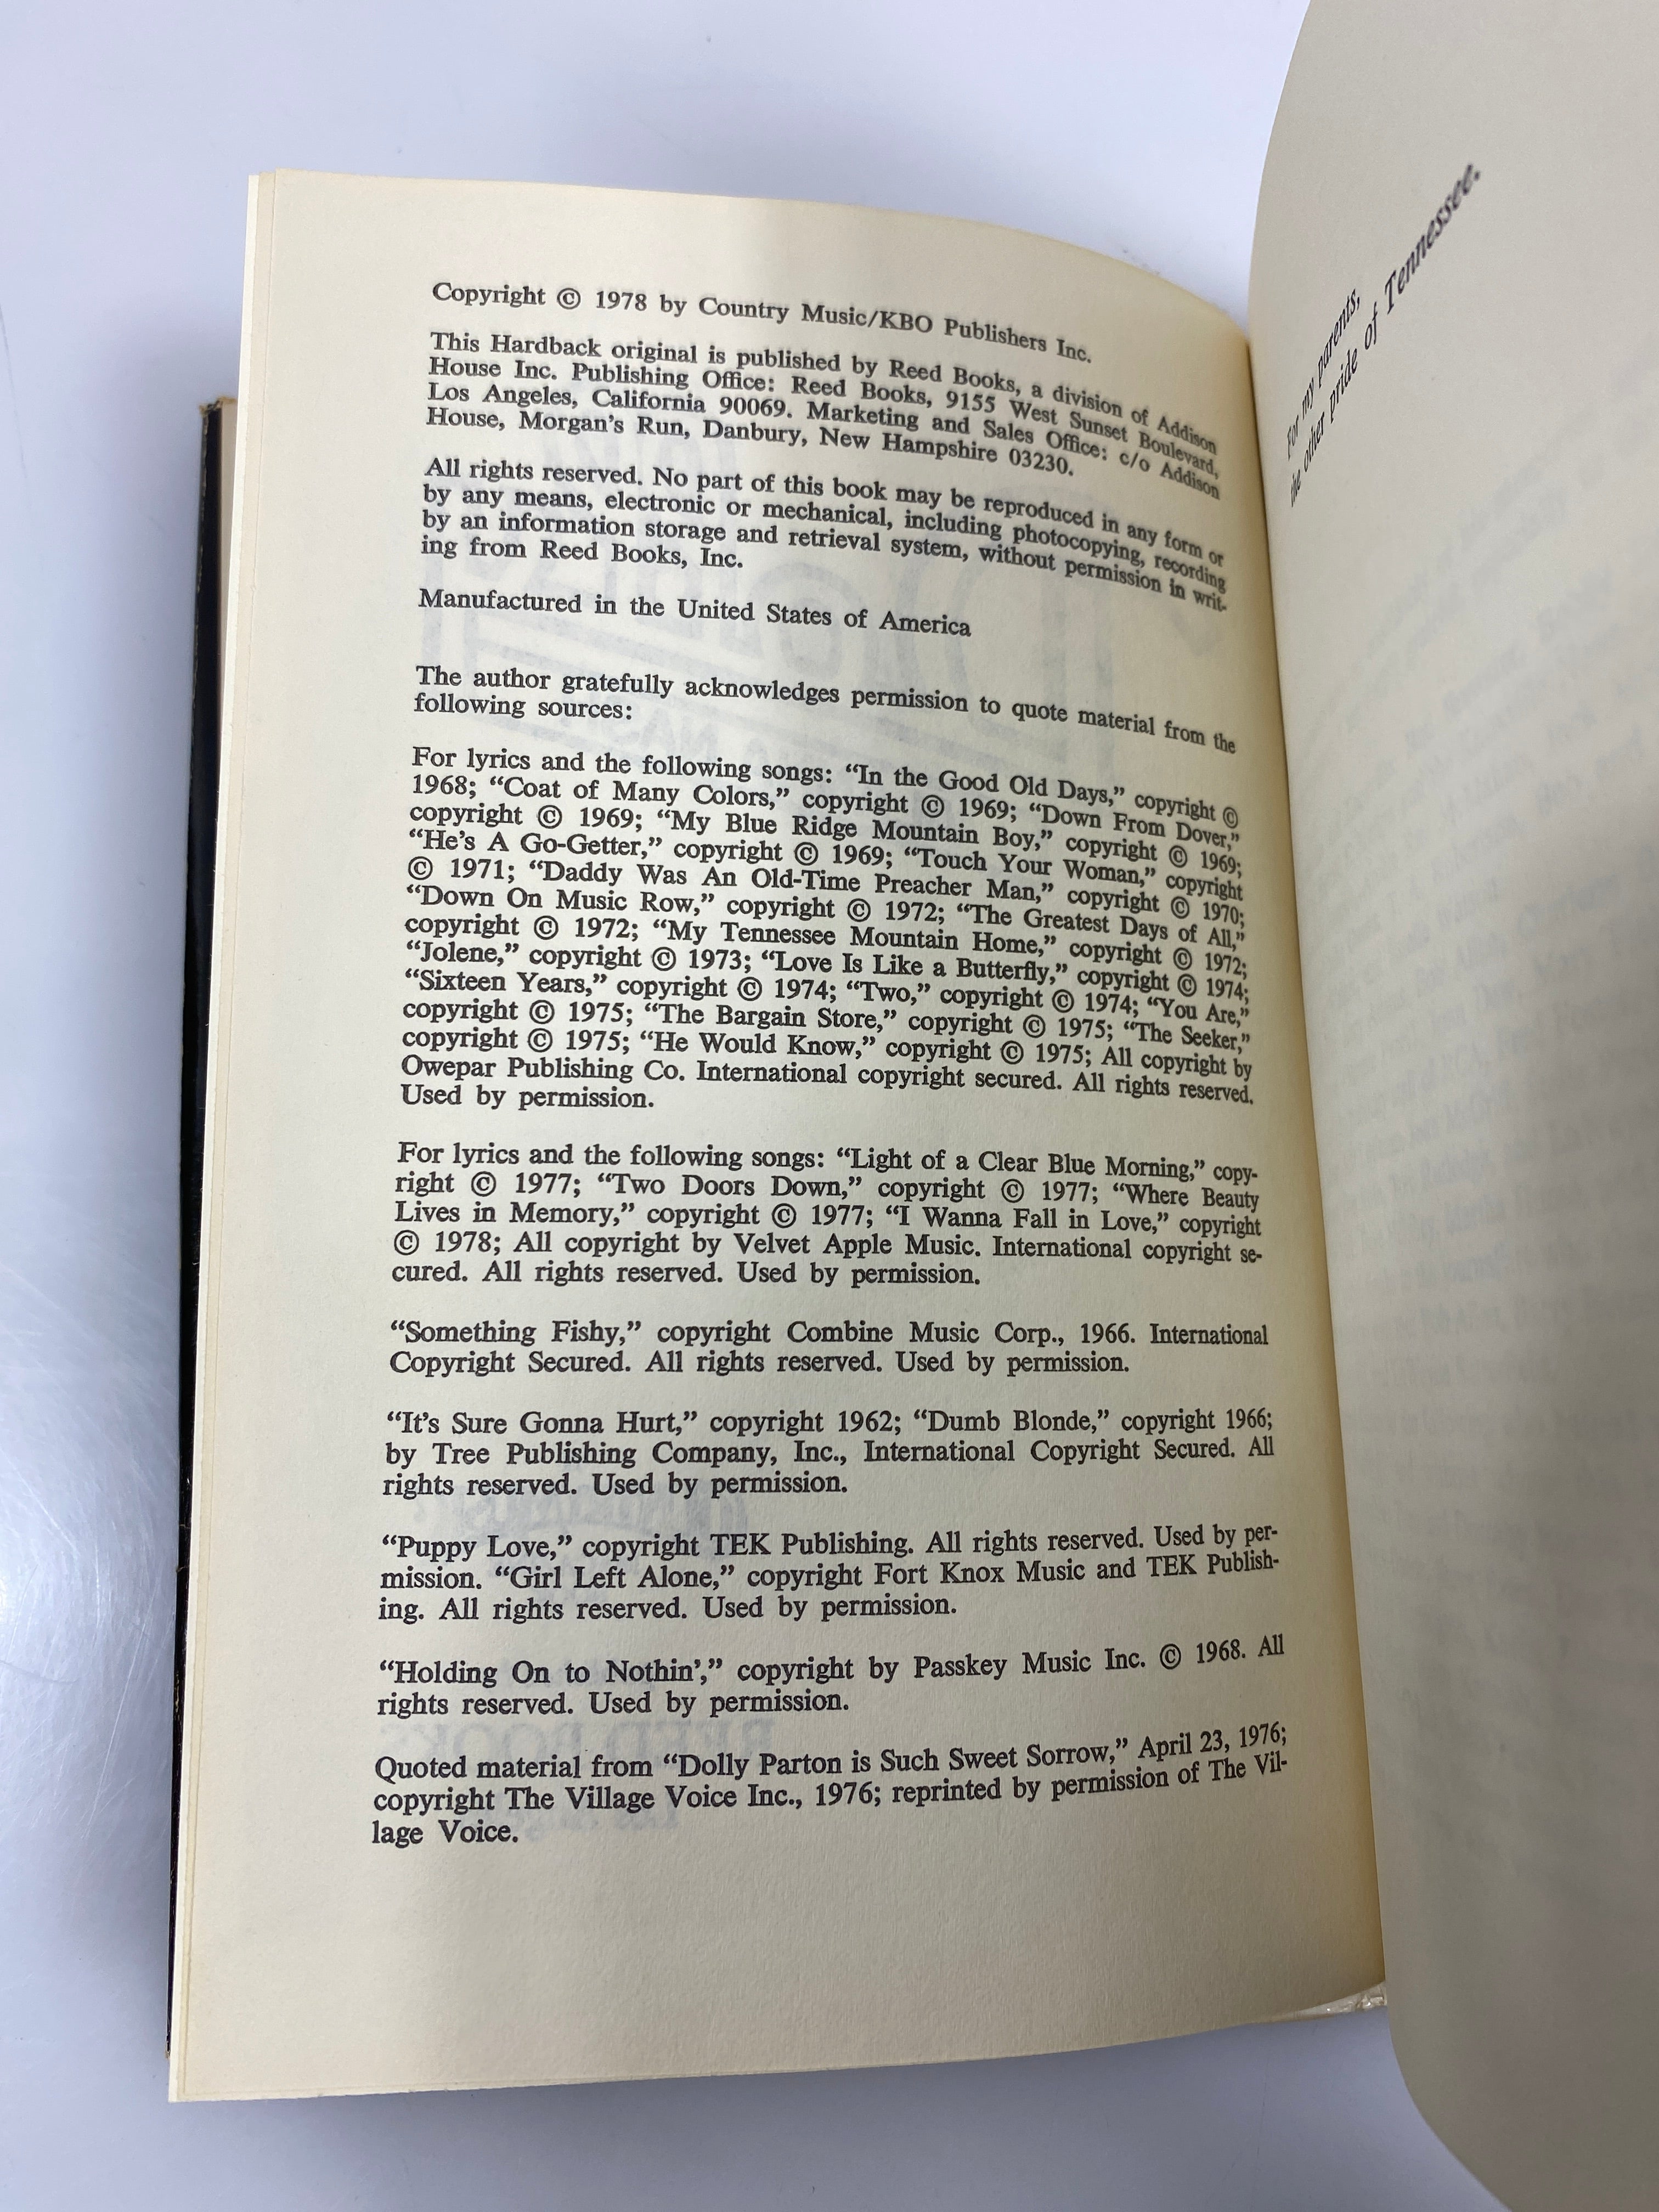 Copyright © 1978 by Country Music/KBO Publishers Inc.
This Hardback original is published by Reed Books, a division of Addison
House Inc. Publishing Office: Reed Books, 9155 West Sunset Boulevard,
Los Angeles, California 90069. Marketing and Sales Office: c/o Addison
House, Morgan's Run, Danbury, New Hampshire 03230.
All rights reserved. No part of this book may be reproduced in any form or
by any means, electronic or mechanical, including photocopying, recording
by an information storage and retrieval system, without permission in writ-
ing from Reed Books, Inc.
Manufactured in the United States of America
The author gratefully acknowledges permission to quote material from the
following sources:
For lyrics and the following songs: “In the Good Old Days,” copyright ©
1968; “Coat of Many Colors,” copyright © 1969; “Down From Dover,”
copyright © 1969; “My Blue Ridge Mountain Boy,” copyright © 1969;
“He's A Go-Getter,” copyright © 1969; “Touch Your Woman,” copyright
© 1971; “Daddy Was An Old-Time Preacher Man,” copyright © 1970;
“Down On Music Row,” copyright © 1972; “The Greatest Days of All,”
copyright © 1972; “My Tennessee Mountain Home,” copyright © 1972;
“Jolene,” copyright © 1973; “Love Is Like a Butterfly,” copyright © 1974;
“Sixteen Years,” copyright © 1974; “Two,” copyright © 1974; “You Are,”
copyright © 1975; “The Bargain Store,” copyright © 1975; “The Seeker,”
copyright © 1975; “He Would Know,” copyright © 1975; All copyright by
Owepar Publishing Co. International copyright secured. All rights reserved.
Used by permission.
For lyrics and the following songs: “Light of a Clear Blue Morning,” copy-
right © 1977; “Two Doors Down,” copyright © 1977; “Where Beauty
Lives in Memory,” copyright © 1977; “I Wanna Fall in Love,” copyright
© 1978; All copyright by Velvet Apple Music. International copyright se-
cured. All rights reserved. Used by permission.
“Something Fishy,” copyright Combine Music Corp., 1966. International
Copyright Secured. All rights reserved. Used by permission.
“It's Sure Gonna Hurt,” copyright 1962; “Dumb Blonde,” copyright 1966;
by Tree Publishing Company, Inc., International Copyright Secured. All
rights reserved. Used by permission.
“Puppy Love,” copyright TEK Publishing. All rights reserved. Used by per-
mission. “Girl Left Alone,” copyright Fort Knox Music and TEK Publish-
ing. All rights reserved. Used by permission.
“Holding On to Nothin',” copyright by Passkey Music Inc. © 1968. All
rights reserved. Used by permission.
Quoted material from “Dolly Parton is Such Sweet Sorrow,” April 23, 1976;
copyright The Village Voice Inc., 1976; reprinted by permission of The Vil-
lage Voice.
For my parents,
the other pride of Tennessee.